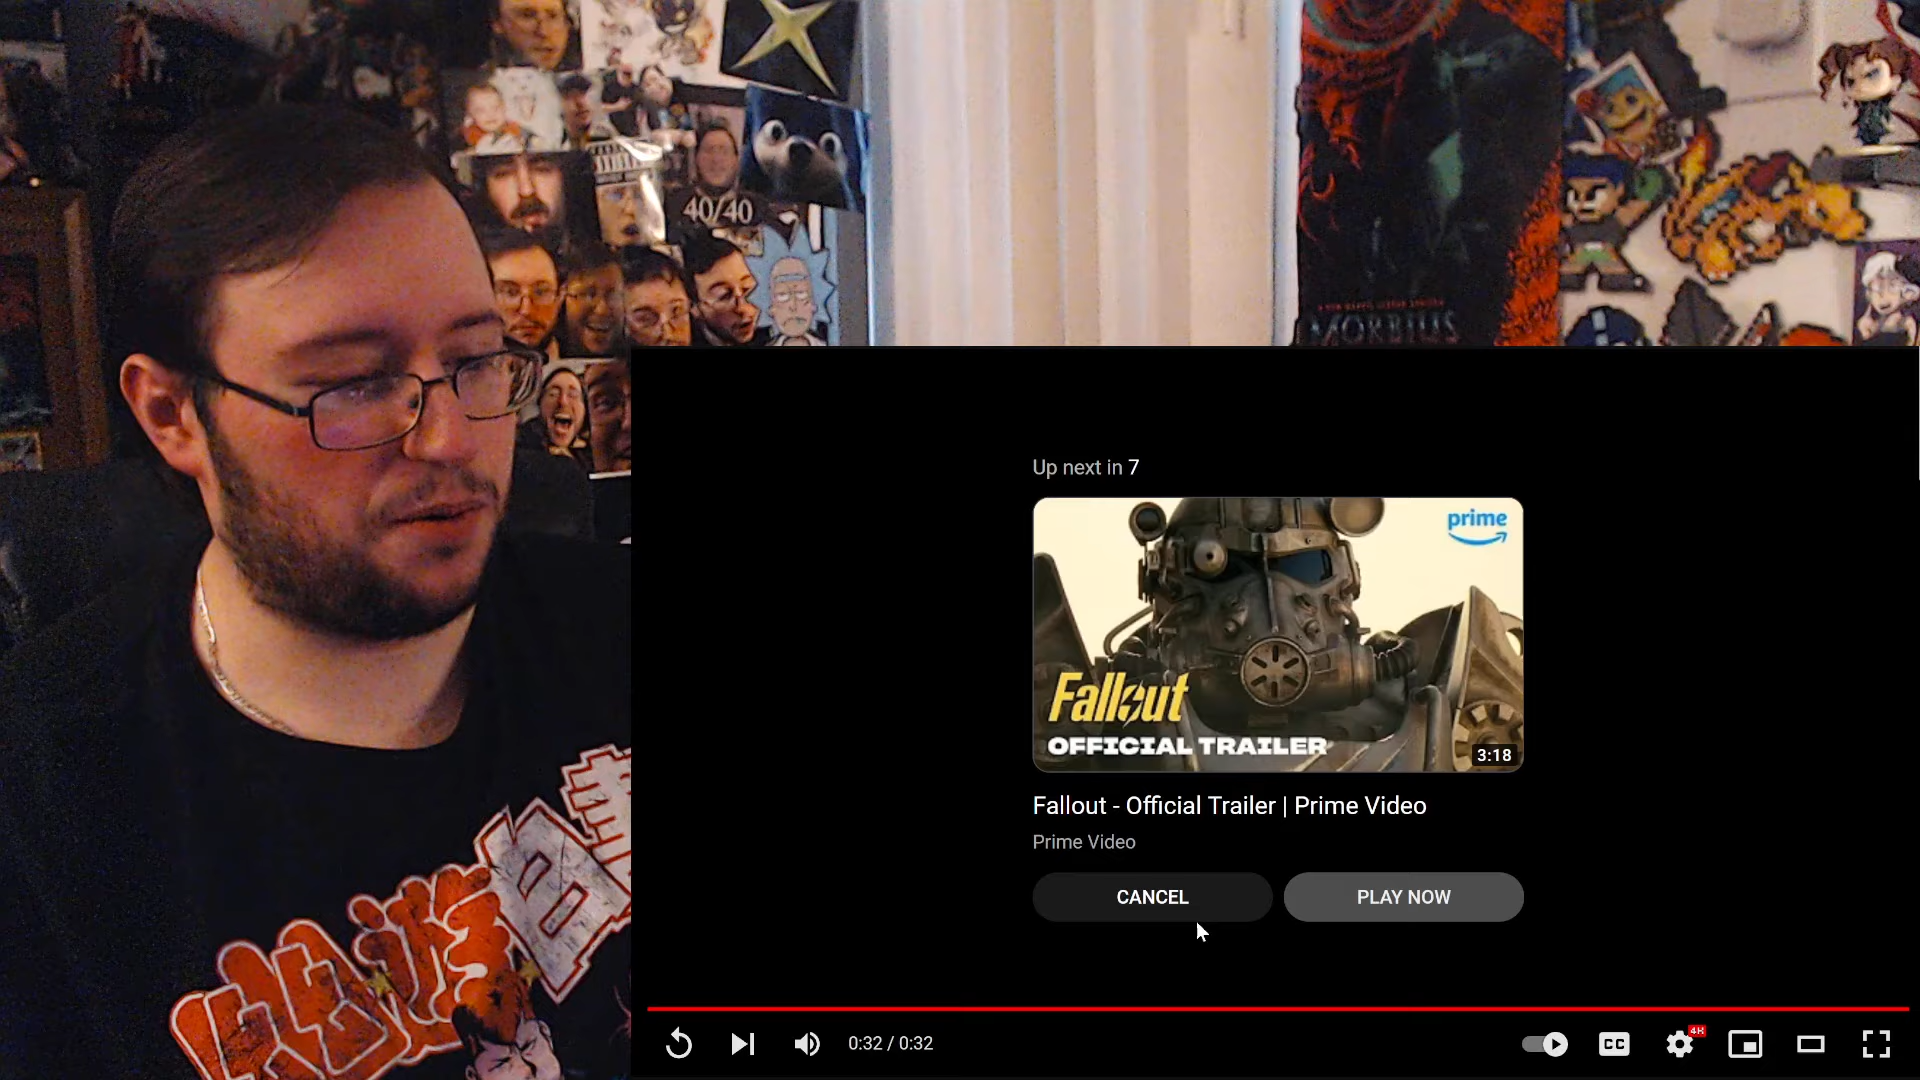 40/40
MORBIUS
Up next in 7
prime
Fallout
OFFICIAL TRAILER
3:18
Fallout - Official Trailer | Prime Video
Prime Video
CANCEL
PLAY NOW
0:32 / 0:32
CC
4K